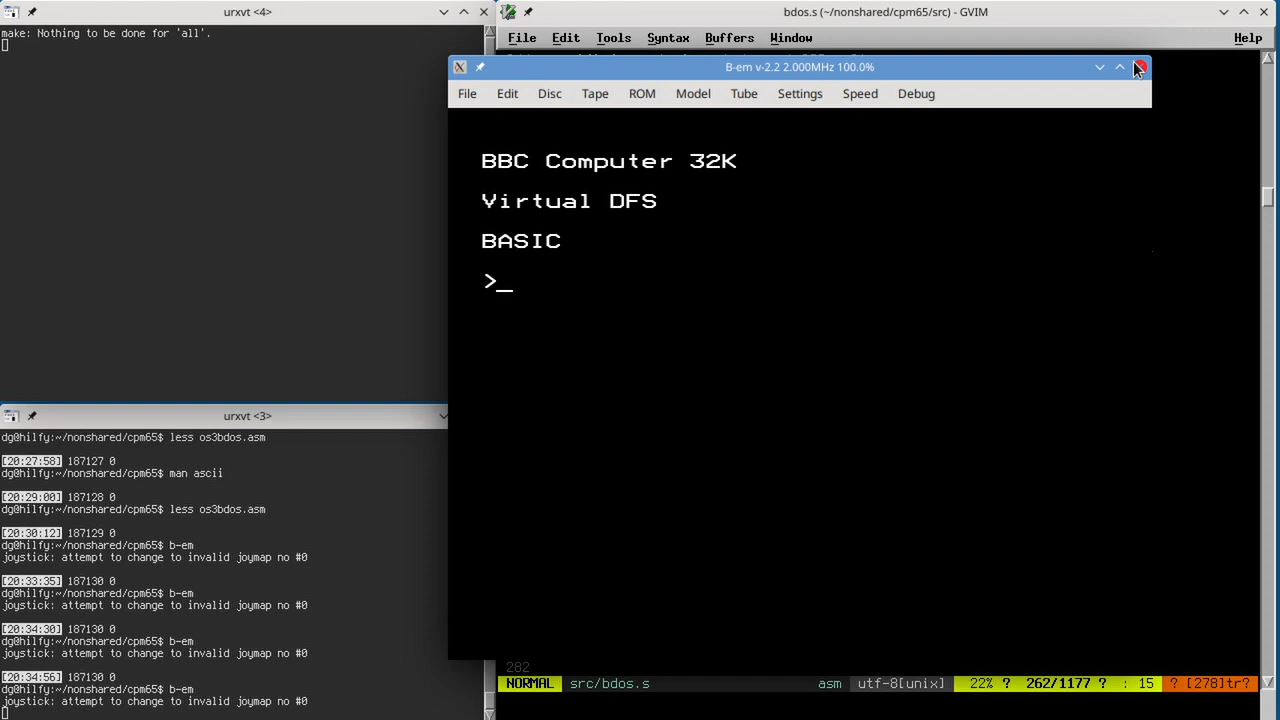 urxvt <4>
make: Nothing to be done for 'all'.
bdos.s (~/nonshared/cpm65/src) - GVIM
File Edit Tools Syntax Buffers Window Help
B-em v-2.2 2.000MHz 100.0%
File Edit Disc Tape ROM Model Tube Settings Speed Debug
BBC Computer 32K
Virtual DFS
BASIC
>_
urxvt <3>
dg@hilfy:~/nonshared/cpm65$ less os3bdos.asm
[20:27:58] 187127 0
dg@hilfy:~/nonshared/cpm65$ man ascii
[20:29:00] 187128 0
dg@hilfy:~/nonshared/cpm65$ less os3bdos.asm
[20:30:12] 187129 0
dg@hilfy:~/nonshared/cpm65$ b-em
joystick: attempt to change to invalid joymap no #0
[20:33:35] 187130 0
dg@hilfy:~/nonshared/cpm65$ b-em
joystick: attempt to change to invalid joymap no #0
[20:34:30] 187130 0
dg@hilfy:~/nonshared/cpm65$ b-em
joystick: attempt to change to invalid joymap no #0
[20:34:56] 187130 0
dg@hilfy:~/nonshared/cpm65$ b-em
joystick: attempt to change to invalid joymap no #0
282
NORMAL src/bdos.s asm utf-8[unix] 22% ? 262/1177 ? : 15 ? [278]tr?